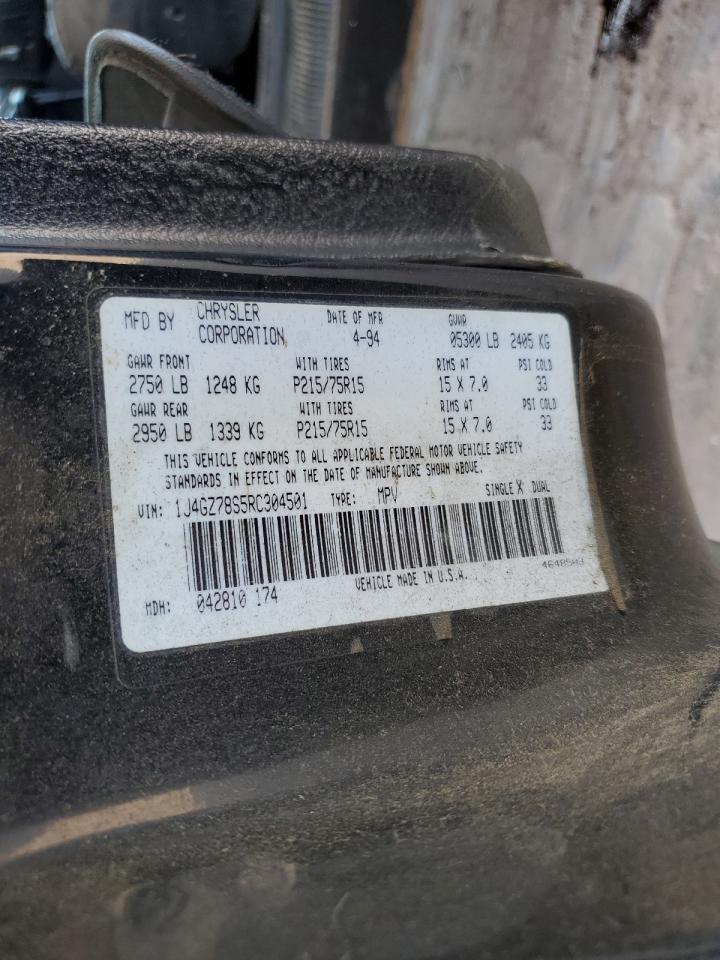 MFD BY CHRYSLER CORPORATION DATE OF MFR 4-94 GVWR 05300 LB 2405 KG
GAWR FRONT WITH TIRES RIMS AT PSI COLD
2750 LB 1248 KG P215/75R15 15 X 7.0 33
GAWR REAR WITH TIRES RIMS AT PSI COLD
2950 LB 1339 KG P215/75R15 15 X 7.0 33
THIS VEHICLE CONFORMS TO ALL APPLICABLE FEDERAL MOTOR VEHICLE SAFETY
STANDARDS IN EFFECT ON THE DATE OF MANUFACTURE SHOWN ABOVE.
VIN: 1J4GZ78S5RC304501 TYPE: MPV SINGLE X DUAL
MDH: 042810 174 VEHICLE MADE IN U.S.A.